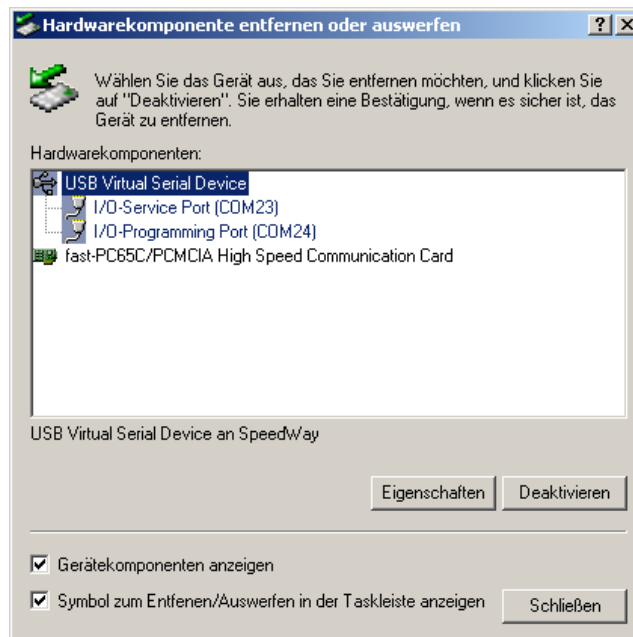 Hardwarekomponente entfernen oder auswerfen
Wählen Sie das Gerät aus, das Sie entfernen möchten, und klicken Sie
auf "Deaktivieren". Sie erhalten eine Bestätigung, wenn es sicher ist, das
Gerät zu entfernen.
Hardwarekomponenten:
USB Virtual Serial Device
I/O-Service Port (COM23)
I/O-Programming Port (COM24)
fast-PC65C/PCMCIA High Speed Communication Card
USB Virtual Serial Device an SpeedWay
Eigenschaften Deaktivieren
Gerätekomponenten anzeigen
Symbol zum Entfenen/Auswerfen in der Taskleiste anzeigen
Schließen